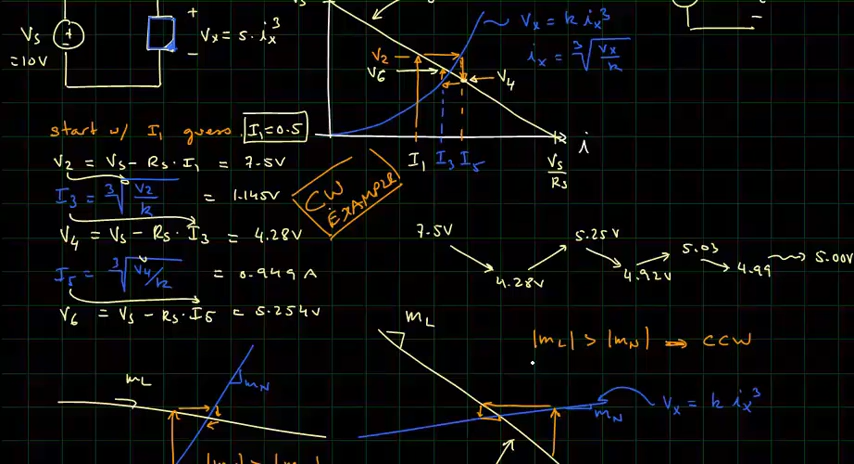 +
Vs
=10V
Vx = 5·ix³
−
Vx = k ix³
ix = ³√(Vx/k)
V2
V6
V4
I1 I3 I5
Vs/Rs
i
start w/ I1 guess. I1=0.5
V2 = Vs − Rs·I1 = 7.5V
I3 = ³√(V2/k) = 1.145V
V4 = Vs − Rs·I3 = 4.28V
I5 = ³√(V4/k) = 0.949 A
V6 = Vs − Rs·I5 = 5.254V
CW
EXAMPLE
7.5V
4.28V
5.25V
4.92V
5.03
4.99
5.00V
mL
mN
mL
|mL| > |mN| ⇒ CCW
mN
Vx = k ix³